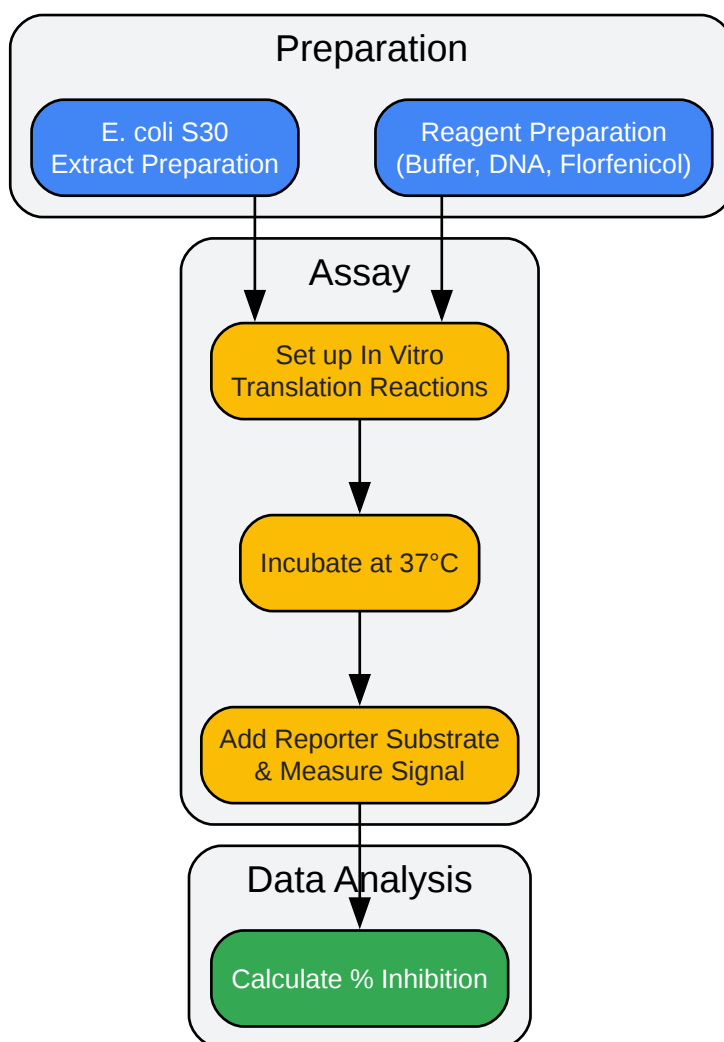 Preparation
E. coli S30
Extract Preparation
Reagent Preparation
(Buffer, DNA, Florfenicol)
Assay
Set up In Vitro
Translation Reactions
Incubate at 37°C
Add Reporter Substrate
& Measure Signal
Data Analysis
Calculate % Inhibition